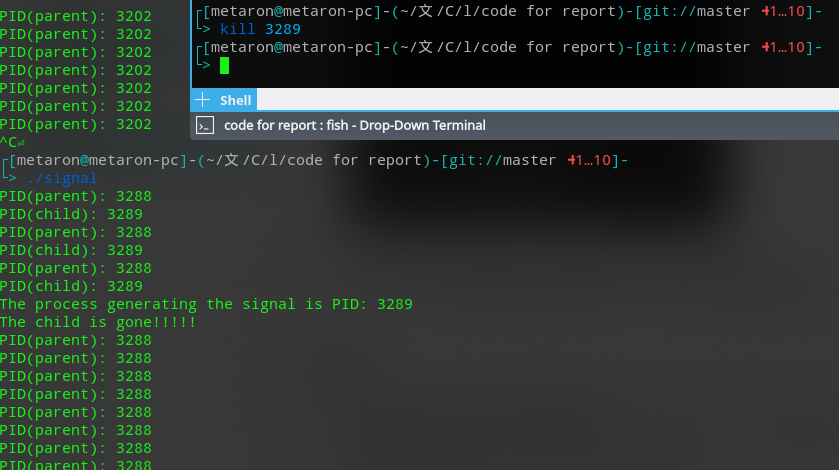 PID(parent): 3202
PID(parent): 3202
PID(parent): 3202
PID(parent): 3202
PID(parent): 3202
PID(parent): 3202
PID(parent): 3202
^C⏎
┌[metaron@metaron-pc]-(~/文/C/l/code for report)-[git://master ✚1…10]-
└> ./signal
PID(parent): 3288
PID(child): 3289
PID(parent): 3288
PID(child): 3289
PID(parent): 3288
PID(child): 3289
The process generating the signal is PID: 3289
The child is gone!!!!!
PID(parent): 3288
PID(parent): 3288
PID(parent): 3288
PID(parent): 3288
PID(parent): 3288
PID(parent): 3288
PID(parent): 3288
PID(parent): 3288
┌[metaron@metaron-pc]-(~/文/C/l/code for report)-[git://master ✚1…10]-
└> kill 3289
┌[metaron@metaron-pc]-(~/文/C/l/code for report)-[git://master ✚1…10]-
└>
Shell
code for report : fish - Drop-Down Terminal